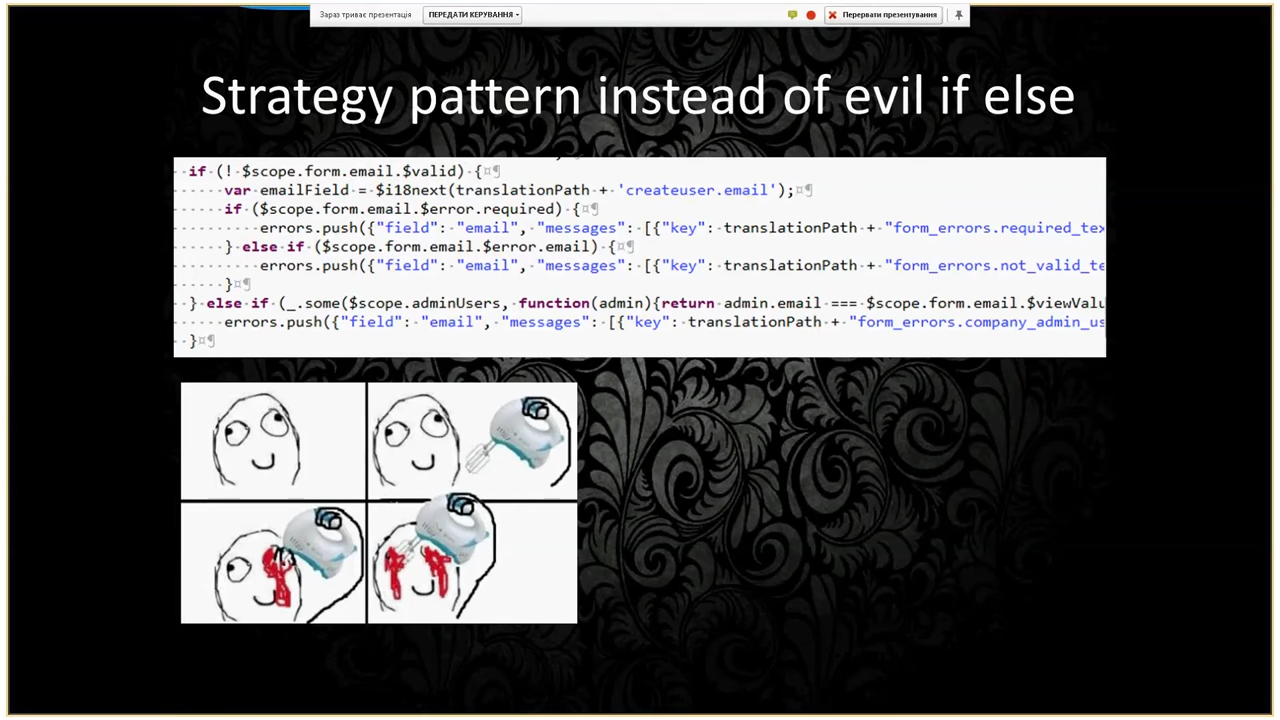 Зараз триває презентація
ПЕРЕДАТИ КЕРУВАННЯ
Перервати презентування
Strategy pattern instead of evil if else
if (! $scope.form.email.$valid) {
var emailField = $i18next(translationPath + 'createuser.email');
if ($scope.form.email.$error.required) {
errors.push({"field": "email", "messages": [{"key": translationPath + "form_errors.required_tex
} else if ($scope.form.email.$error.email) {
errors.push({"field": "email", "messages": [{"key": translationPath + "form_errors.not_valid_te
}
} else if (_.some($scope.adminUsers, function(admin){return admin.email === $scope.form.email.$viewValu
errors.push({"field": "email", "messages": [{"key": translationPath + "form_errors.company_admin_us
}